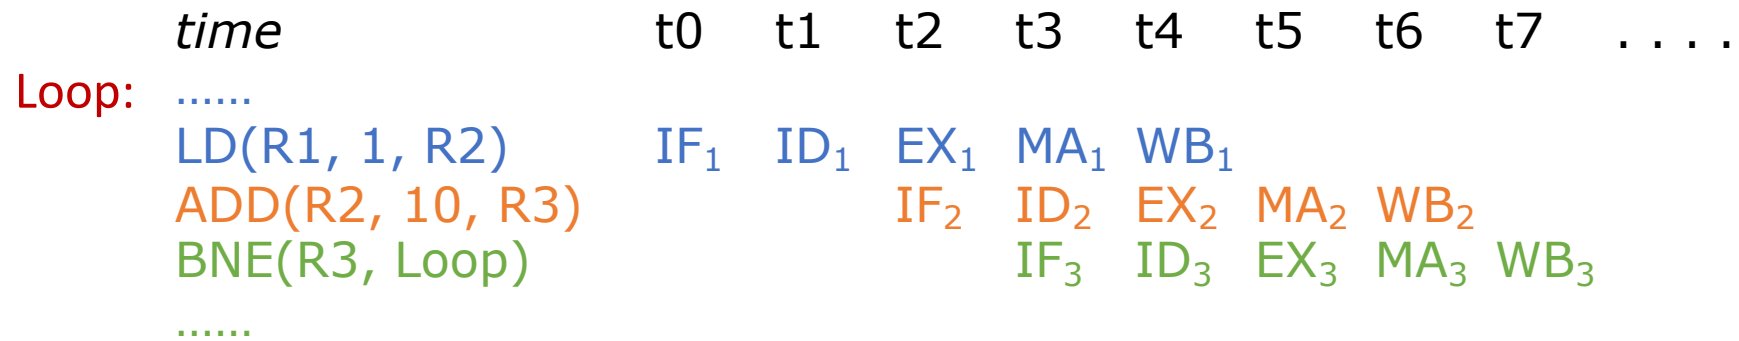 time t0 t1 t2 t3 t4 t5 t6 t7 . . . .
Loop: ......
LD(R1, 1, R2) IF₁ ID₁ EX₁ MA₁ WB₁
ADD(R2, 10, R3) IF₂ ID₂ EX₂ MA₂ WB₂
BNE(R3, Loop) IF₃ ID₃ EX₃ MA₃ WB₃
......